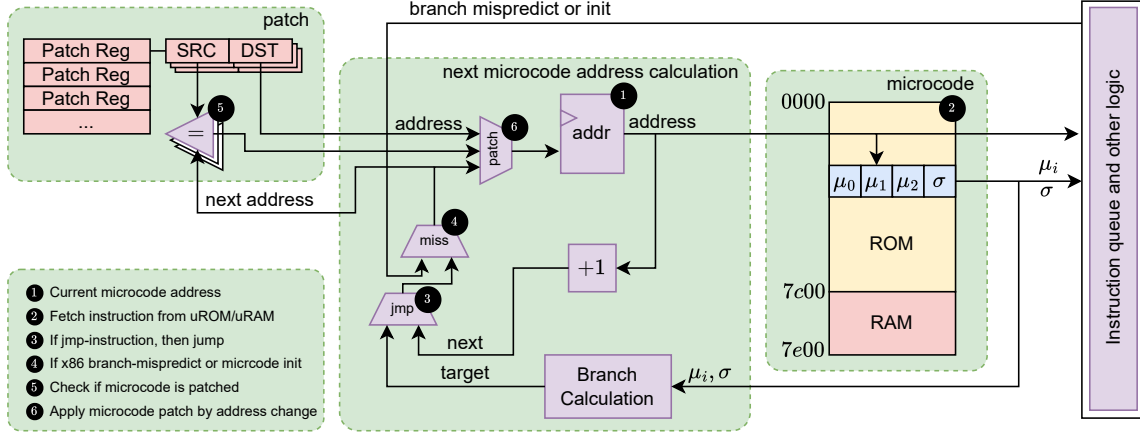 branch mispredict or init
patch
Patch Reg
SRC
DST
Patch Reg
Patch Reg
...
5
=
next address
next microcode address calculation
1
address
6
patch
addr
address
4
miss
+1
3
jmp
next
target
Branch
Calculation
μi, σ
microcode
0000
2
μ0
μ1
μ2
σ
ROM
7c00
RAM
7e00
μi
σ
Instruction queue and other logic
1 Current microcode address
2 Fetch instruction from uROM/uRAM
3 If jmp-instruction, then jump
4 If x86 branch-mispredict or micrcode init
5 Check if microcode is patched
6 Apply microcode patch by address change